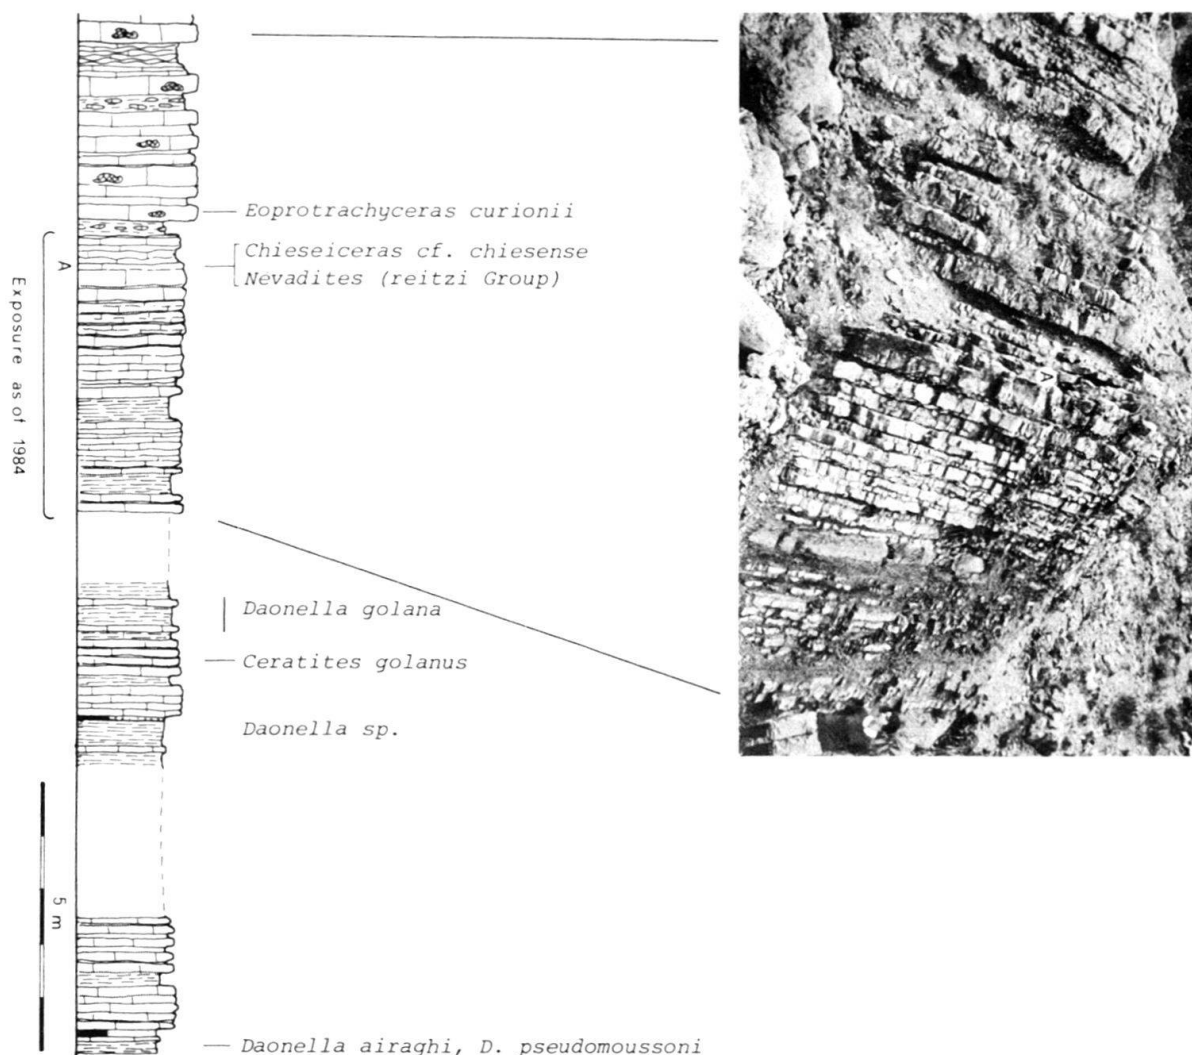 Eoprotrachyceras curionii
Chieseiceras cf. chiesense
Nevadites (reitzi Group)
A
Exposure as of 1984
A
Daonella golana
Ceratites golanus
Daonella sp.
5 m
Daonella airaghi, D. pseudomoussoni